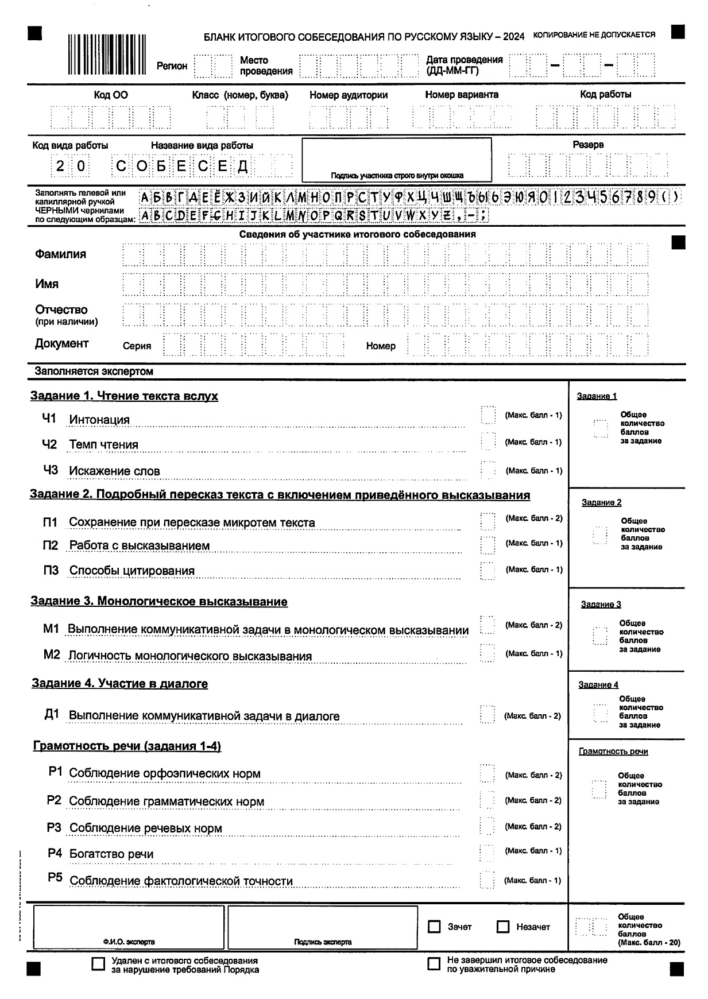 БЛАНК ИТОГОВОГО СОБЕСЕДОВАНИЯ ПО РУССКОМУ ЯЗЫКУ – 2024 КОПИРОВАНИЕ НЕ ДОПУСКАЕТСЯ
Регион Место проведения Дата проведения (ДД-ММ-ГГ) – –
Код ОО Класс (номер, буква) Номер аудитории Номер варианта Код работы
Код вида работы Название вида работы Резерв
20 СОБЕСЕД
Подпись участника строго внутри окошка
Заполнять гелевой или
капиллярной ручкой
ЧЕРНЫМИ чернилами
по следующим образцам:
АБВГДЕЁЖЗИЙКЛМНОПРСТУФХЦЧШЩЪЫЬЭЮЯ0123456789()
ABCDEFGHIJKLMNOPQRSTUVWXYZ,-;
Сведения об участнике итогового собеседования
Фамилия
Имя
Отчество
(при наличии)
Документ Серия Номер
Заполняется экспертом
Задание 1. Чтение текста вслух
Ч1 Интонация (Макс. балл - 1)
Ч2 Темп чтения (Макс. балл - 1)
Ч3 Искажение слов (Макс. балл - 1)
Задание 1
Общее
количество
баллов
за задание
Задание 2. Подробный пересказ текста с включением приведённого высказывания
П1 Сохранение при пересказе микротем текста (Макс. балл - 2)
П2 Работа с высказыванием (Макс. балл - 1)
П3 Способы цитирования (Макс. балл - 1)
Задание 2
Общее
количество
баллов
за задание
Задание 3. Монологическое высказывание
М1 Выполнение коммуникативной задачи в монологическом высказывании (Макс. балл - 2)
М2 Логичность монологического высказывания (Макс. балл - 1)
Задание 3
Общее
количество
баллов
за задание
Задание 4. Участие в диалоге
Д1 Выполнение коммуникативной задачи в диалоге (Макс. балл - 2)
Задание 4
Общее
количество
баллов
за задание
Грамотность речи (задания 1-4)
Р1 Соблюдение орфоэпических норм (Макс. балл - 2)
Р2 Соблюдение грамматических норм (Макс. балл - 2)
Р3 Соблюдение речевых норм (Макс. балл - 2)
Р4 Богатство речи (Макс. балл - 1)
Р5 Соблюдение фактологической точности (Макс. балл - 1)
Грамотность речи
Общее
количество
баллов
за задание
Ф.И.О. эксперта Подпись эксперта Зачет Незачет
Общее
количество
баллов
(Макс. балл - 20)
Удален с итогового собеседования
за нарушение требований Порядка
Не завершил итоговое собеседование
по уважительной причине